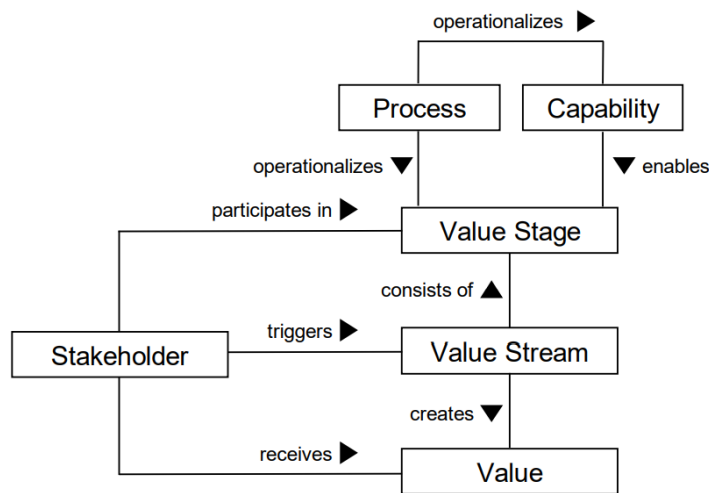 operationalizes
Process
Capability
operationalizes
enables
participates in
Value Stage
consists of
Stakeholder
triggers
Value Stream
creates
receives
Value